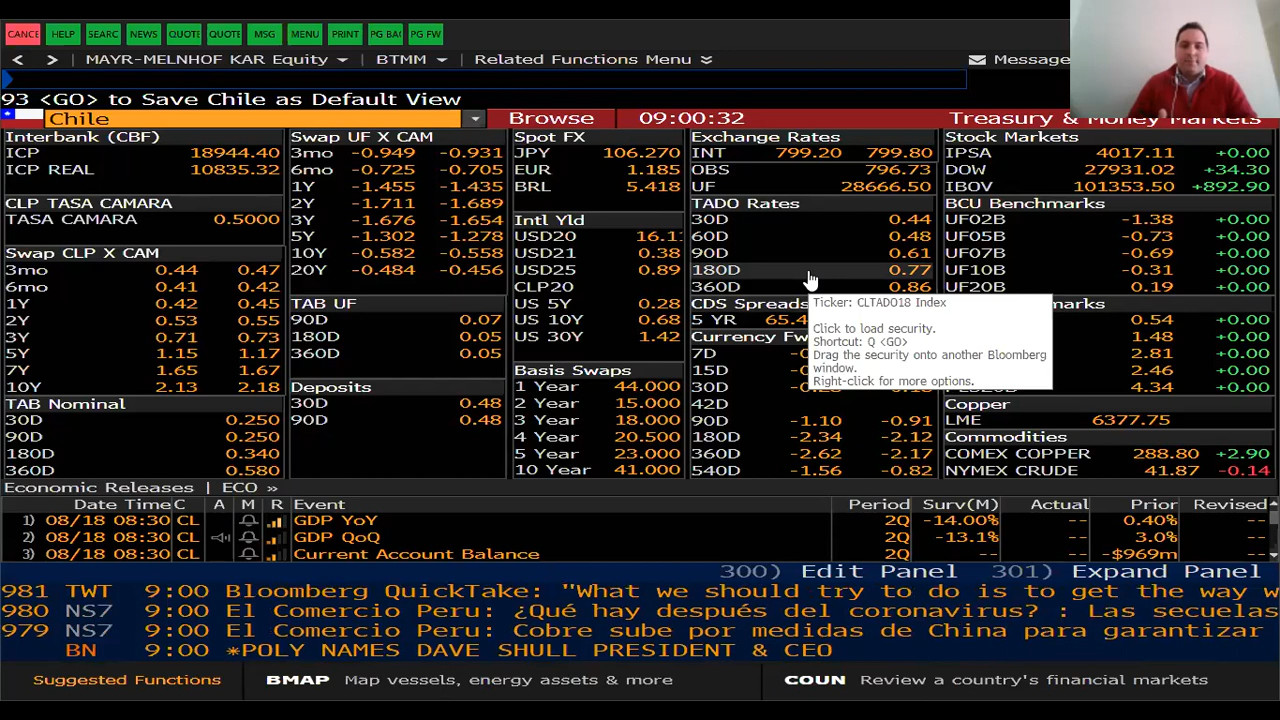 CANCE HELP SEARC NEWS QUOTE QUOTE MSG MENU PRINT PG BAC PG FW
< > MAYR-MELNHOF KAR Equity BTMM Related Functions Menu Message
93 <GO> to Save Chile as Default View
Chile Browse 09:00:32 Treasury & Money Markets
Interbank (CBF)
ICP 18944.40
ICP REAL 10835.32
CLP TASA CAMARA
TASA CAMARA 0.5000
Swap CLP X CAM
3mo 0.44 0.47
6mo 0.41 0.42
1Y 0.42 0.45
2Y 0.53 0.55
3Y 0.71 0.73
5Y 1.15 1.17
7Y 1.65 1.67
10Y 2.13 2.18
TAB Nominal
30D 0.250
90D 0.250
180D 0.340
360D 0.580
Swap UF X CAM
3mo -0.949 -0.931
6mo -0.725 -0.705
1Y -1.455 -1.435
2Y -1.711 -1.689
3Y -1.676 -1.654
5Y -1.302 -1.278
10Y -0.582 -0.558
20Y -0.484 -0.456
TAB UF
90D 0.07
180D 0.05
360D 0.05
Deposits
30D 0.48
90D 0.48
Spot FX
JPY 106.270
EUR 1.185
BRL 5.418
Intl Yld
USD20 16.11
USD21 0.38
USD25 0.89
CLP20
US 5Y 0.28
US 10Y 0.68
US 30Y 1.42
Basis Swaps
1 Year 44.000
2 Year 15.000
3 Year 18.000
4 Year 20.500
5 Year 23.000
10 Year 41.000
Exchange Rates
INT 799.20 799.80
OBS 796.73
UF 28666.50
TADO Rates
30D 0.44
60D 0.48
90D 0.61
180D 0.77
360D 0.86
CDS Spreads
5 YR 65.4
Currency Fw
7D
15D
30D
42D
90D -1.10 -0.91
180D -2.34 -2.12
360D -2.62 -2.17
540D -1.56 -0.82
Ticker: CLTADO18 Index
Click to load security.
Shortcut: Q <GO>
Drag the security onto another Bloomberg
window.
Right-click for more options.
Stock Markets
IPSA 4017.11 +0.00
DOW 27931.02 +34.30
IBOV 101353.50 +892.90
BCU Benchmarks
UF02B -1.38 +0.00
UF05B -0.73 +0.00
UF07B -0.69 +0.00
UF10B -0.31 +0.00
UF20B 0.19 +0.00
0.54 +0.00
1.48 +0.00
2.81 +0.00
2.46 +0.00
4.34 +0.00
Copper
LME 6377.75
Commodities
COMEX COPPER 288.80 +2.90
NYMEX CRUDE 41.87 -0.14
Economic Releases | ECO »
Date Time C A M R Event Period Surv(M) Actual Prior Revised
1) 08/18 08:30 CL GDP YoY 2Q -14.00% -- 0.40% --
2) 08/18 08:30 CL GDP QoQ 2Q -13.1% -- 3.0% --
3) 08/18 08:30 CL Current Account Balance 2Q -- -- -$969m --
300) Edit Panel 301) Expand Panel
981 TWT 9:00 Bloomberg QuickTake: "What we should try to do is to get the way w
980 NS7 9:00 El Comercio Peru: ¿Qué hay después del coronavirus? : Las secuelas
979 NS7 9:00 El Comercio Peru: Cobre sube por medidas de China para garantizar
BN 9:00 *POLY NAMES DAVE SHULL PRESIDENT & CEO
Suggested Functions BMAP Map vessels, energy assets & more COUN Review a country's financial markets